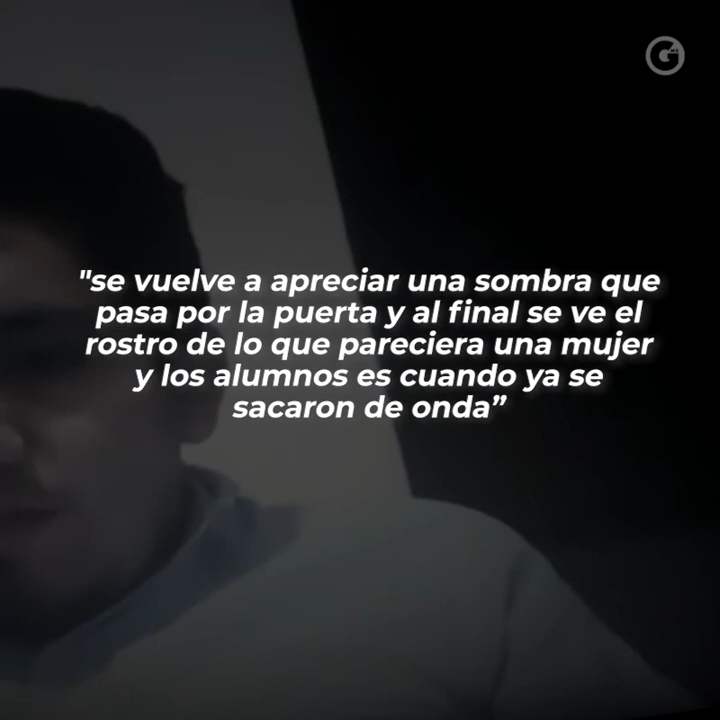 "se vuelve a apreciar una sombra que
pasa por la puerta y al final se ve el
rostro de lo que pareciera una mujer
y los alumnos es cuando ya se
sacaron de onda”